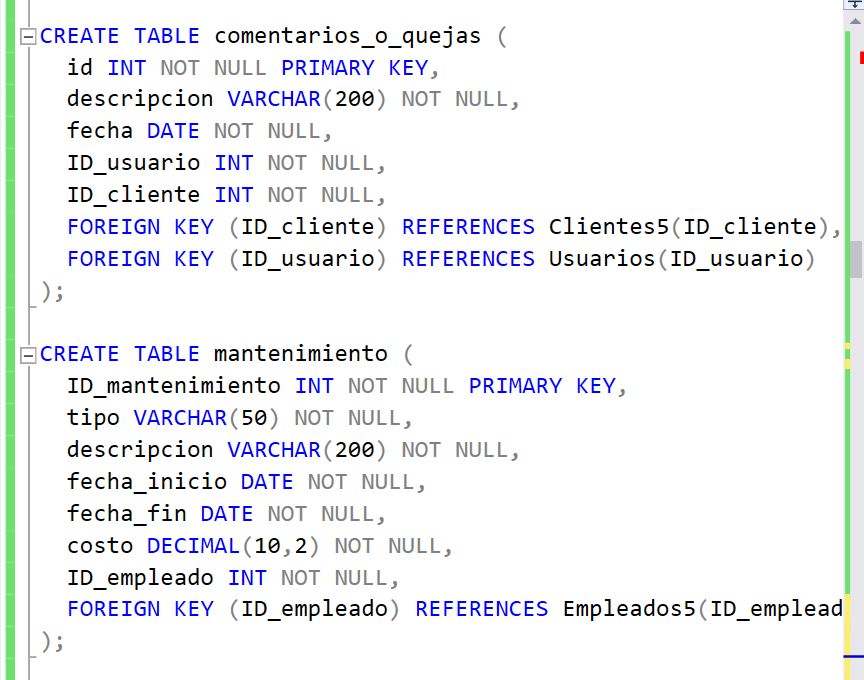 CREATE TABLE comentarios_o_quejas (
id INT NOT NULL PRIMARY KEY,
descripcion VARCHAR(200) NOT NULL,
fecha DATE NOT NULL,
ID_usuario INT NOT NULL,
ID_cliente INT NOT NULL,
FOREIGN KEY (ID_cliente) REFERENCES Clientes5(ID_cliente),
FOREIGN KEY (ID_usuario) REFERENCES Usuarios(ID_usuario)
);
CREATE TABLE mantenimiento (
ID_mantenimiento INT NOT NULL PRIMARY KEY,
tipo VARCHAR(50) NOT NULL,
descripcion VARCHAR(200) NOT NULL,
fecha_inicio DATE NOT NULL,
fecha_fin DATE NOT NULL,
costo DECIMAL(10,2) NOT NULL,
ID_empleado INT NOT NULL,
FOREIGN KEY (ID_empleado) REFERENCES Empleados5(ID_emplead
);